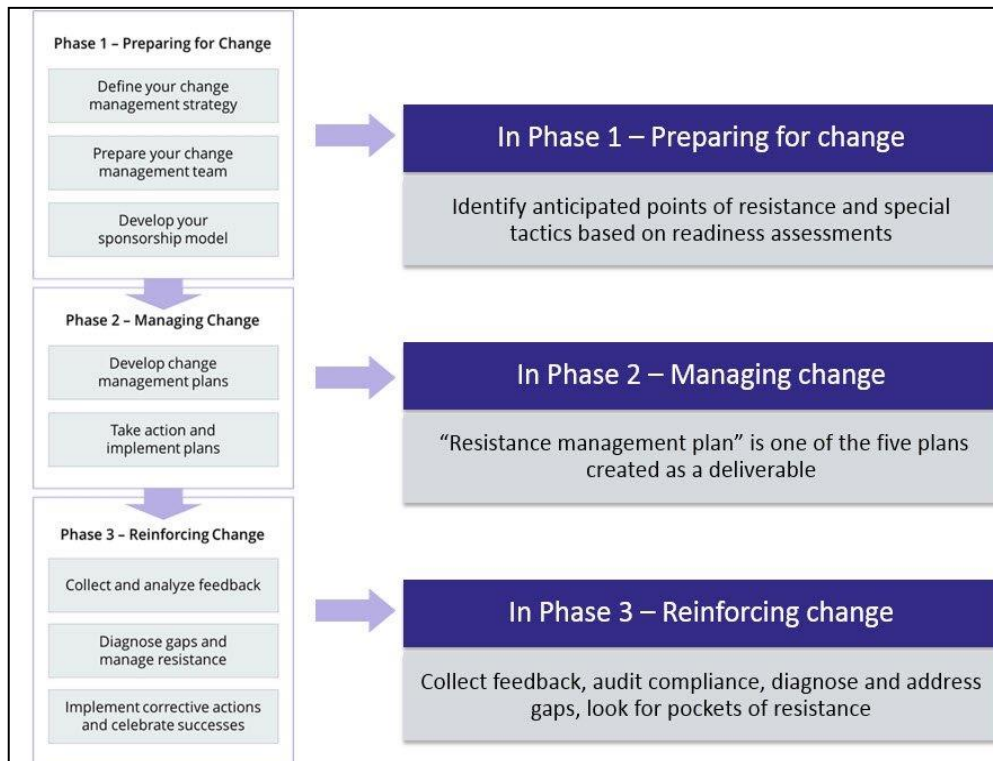 Phase 1 – Preparing for Change
Define your change
management strategy
Prepare your change
management team
Develop your
sponsorship model
In Phase 1 – Preparing for change
Identify anticipated points of resistance and special
tactics based on readiness assessments
Phase 2 – Managing Change
Develop change
management plans
Take action and
implement plans
In Phase 2 – Managing change
“Resistance management plan” is one of the five plans
created as a deliverable
Phase 3 – Reinforcing Change
Collect and analyze feedback
Diagnose gaps and
manage resistance
Implement corrective actions
and celebrate successes
In Phase 3 – Reinforcing change
Collect feedback, audit compliance, diagnose and address
gaps, look for pockets of resistance